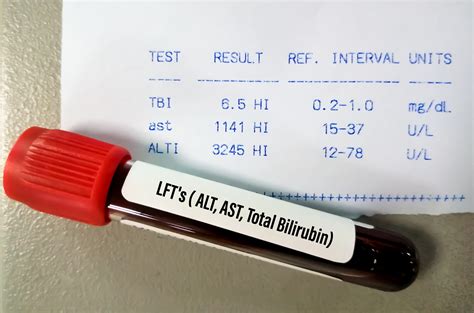 TEST RESULT REF. INTERVAL UNITS
TBI 6.5 HI 0.2-1.0 mg/dL
ast 1141 HI 15-37 U/L
ALTI 3245 HI 12-78 U/L
LFT's ( ALT, AST, Total Bilirubin)